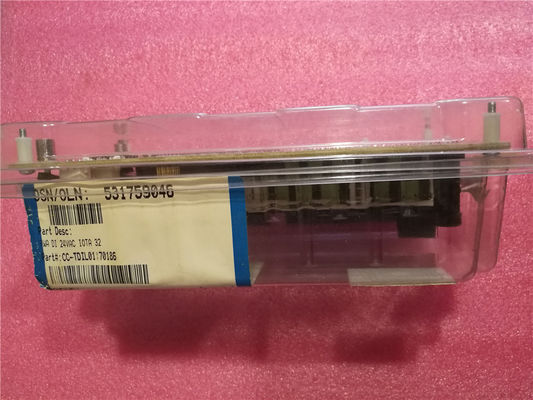 DSN/OLN: 531759046
Part Desc:
DI 24VAC IOTA 32
Part#: CC-TDIL01:70186